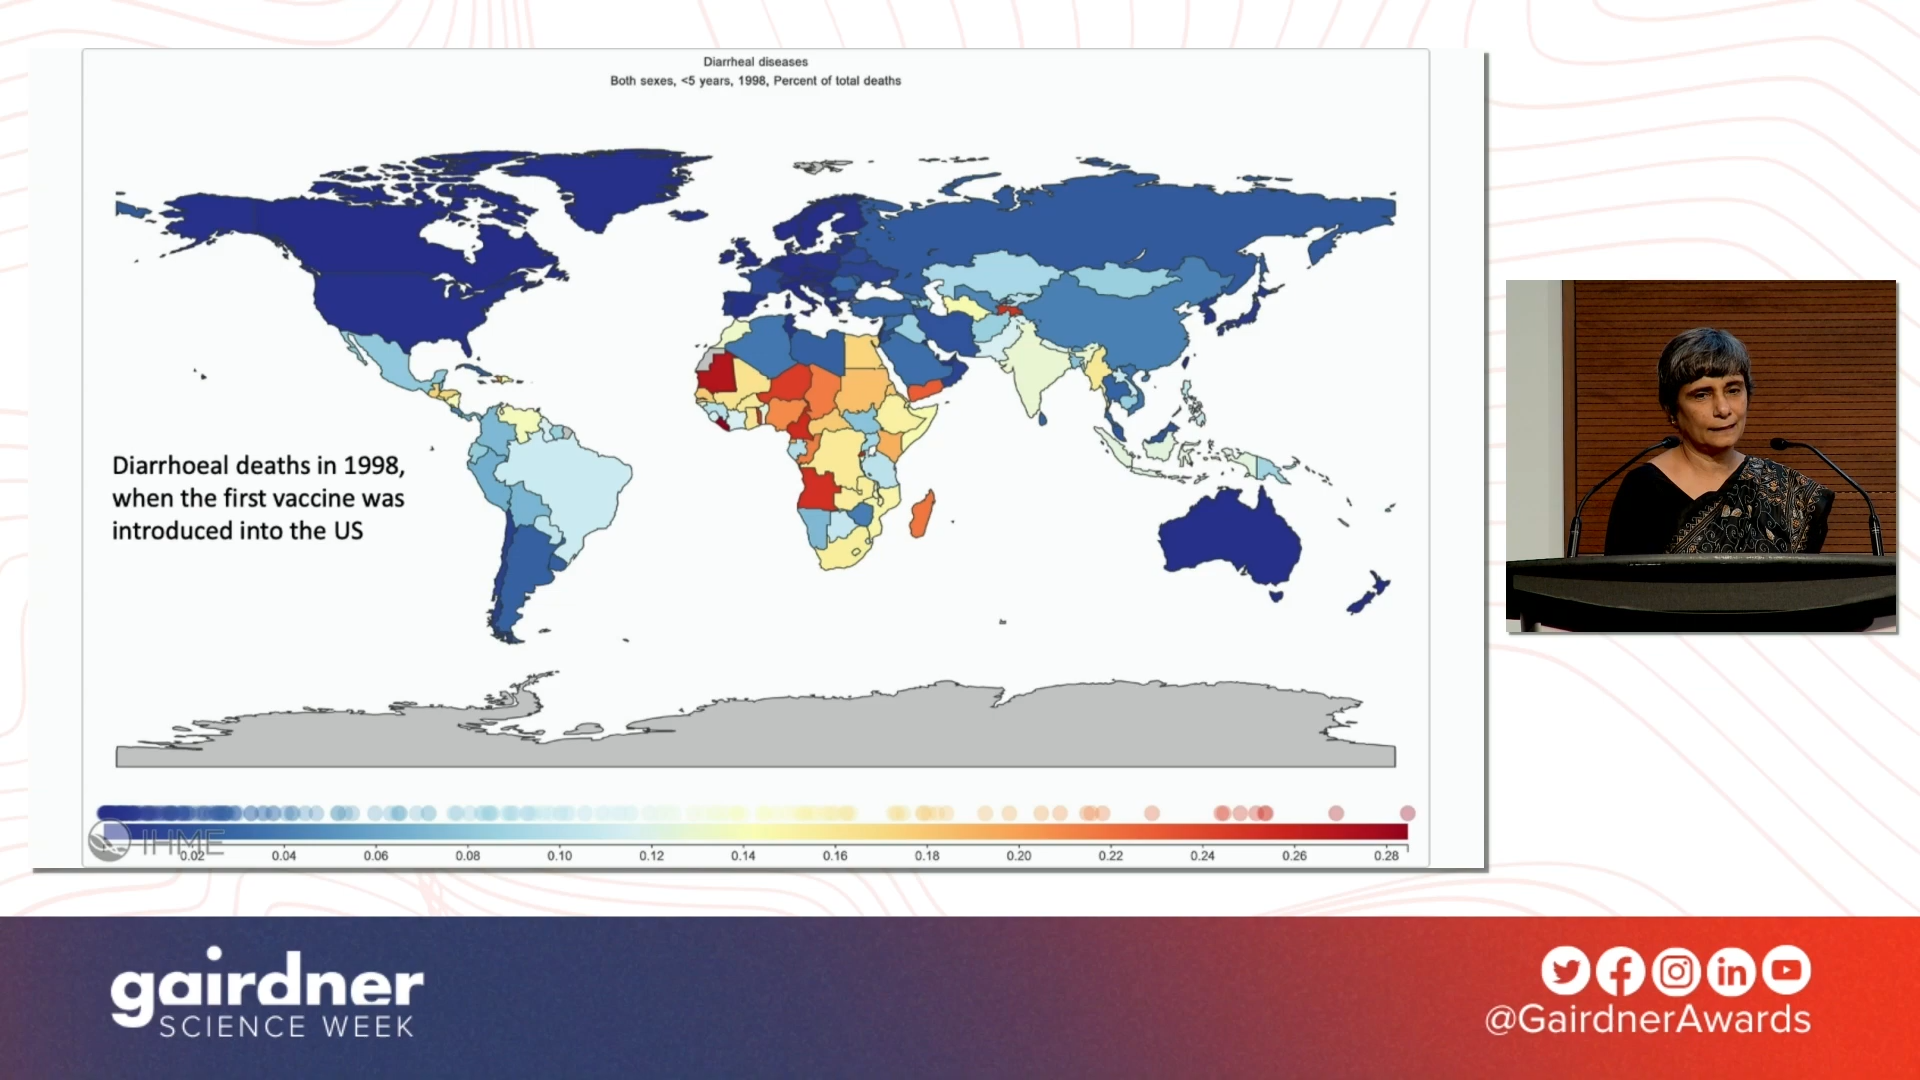 Diarrheal diseases
Both sexes, <5 years, 1998, Percent of total deaths
Diarrhoeal deaths in 1998,
when the first vaccine was
introduced into the US
IHME
0.02 0.04 0.06 0.08 0.10 0.12 0.14 0.16 0.18 0.20 0.22 0.24 0.26 0.28
gairdner
SCIENCE WEEK
@GairdnerAwards